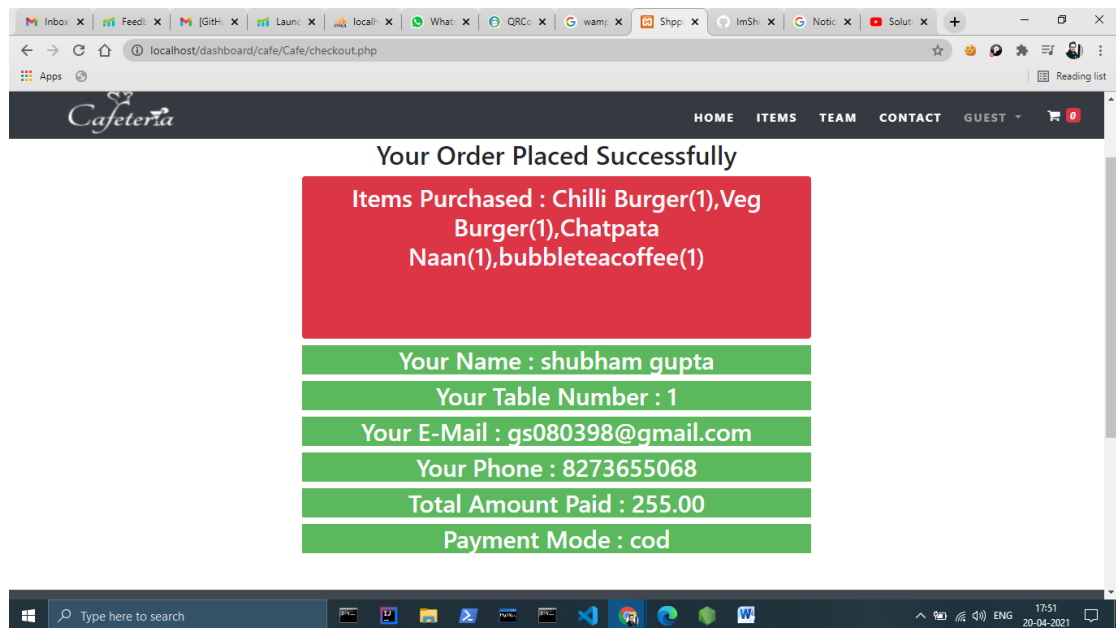 Inbox
Feedb
[GitHu
Launc
localh
What
QRCo
wamp
Shppi
ImShu
Notic
Soluti
localhost/dashboard/cafe/Cafe/checkout.php
Apps
Reading list
Cafeteria
HOME ITEMS TEAM CONTACT GUEST 0
Your Order Placed Successfully
Items Purchased : Chilli Burger(1),Veg
Burger(1),Chatpata
Naan(1),bubbleteacoffee(1)
Your Name : shubham gupta
Your Table Number : 1
Your E-Mail : gs080398@gmail.com
Your Phone : 8273655068
Total Amount Paid : 255.00
Payment Mode : cod
Type here to search
ENG
17:51
20-04-2021